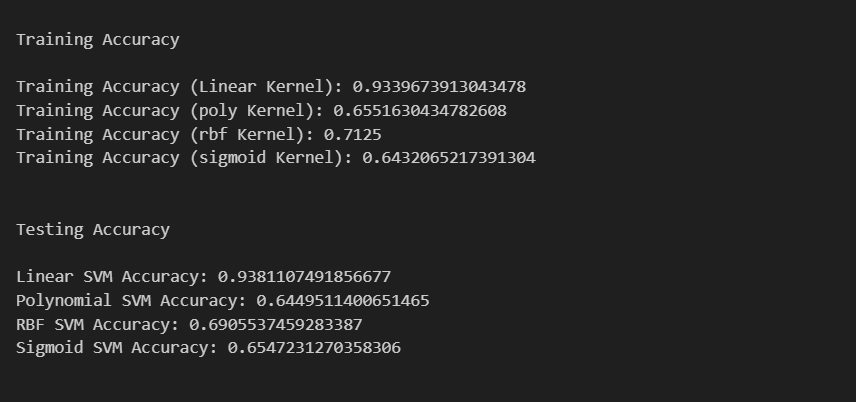 Training Accuracy
Training Accuracy (Linear Kernel): 0.9339673913043478
Training Accuracy (poly Kernel): 0.6551630434782608
Training Accuracy (rbf Kernel): 0.7125
Training Accuracy (sigmoid Kernel): 0.6432065217391304
Testing Accuracy
Linear SVM Accuracy: 0.9381107491856677
Polynomial SVM Accuracy: 0.6449511400651465
RBF SVM Accuracy: 0.6905537459283387
Sigmoid SVM Accuracy: 0.6547231270358306